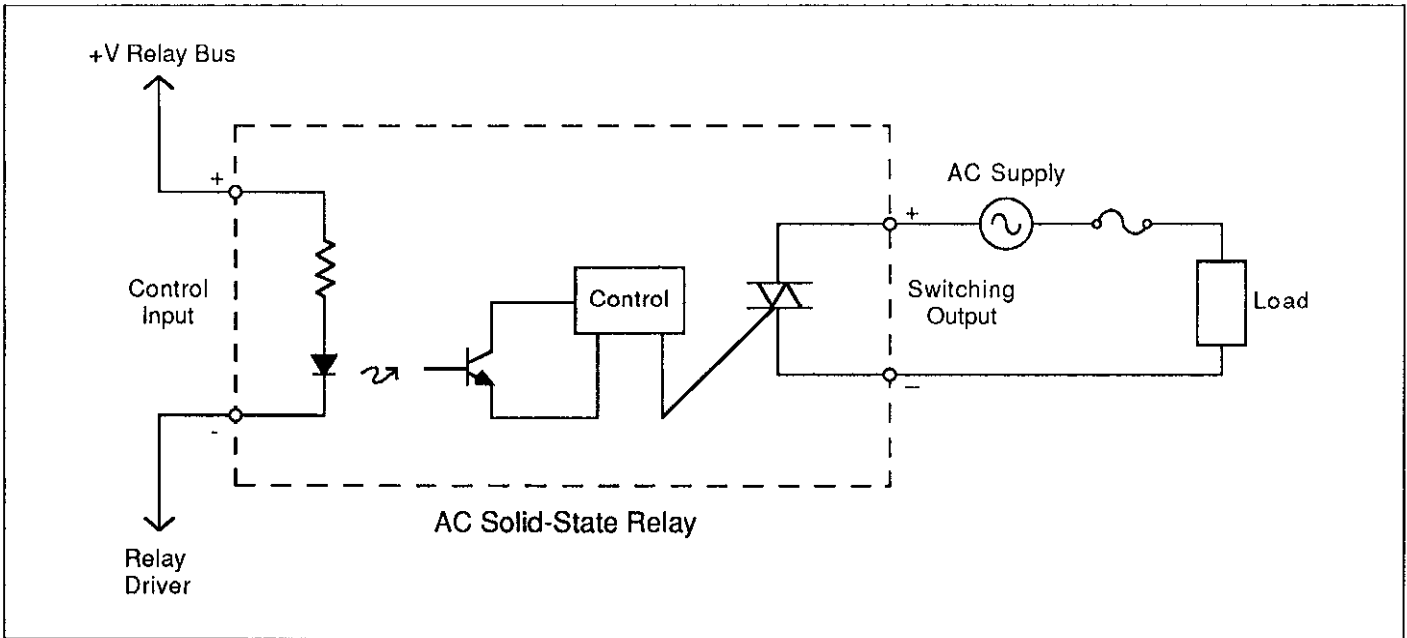 +V Relay Bus
+
Control
Input
-
Control
AC Supply
+
Switching
Output
–
Load
AC Solid-State Relay
Relay
Driver